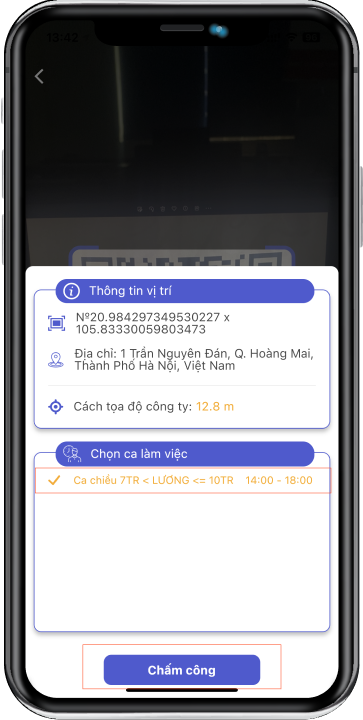 13:42
Thông tin vị trí
Nº20.984297349530227 x
105.83330059803473
Địa chỉ: 1 Trần Nguyên Đán, Q. Hoàng Mai,
Thành Phố Hà Nội, Việt Nam
Cách tọa độ công ty: 12.8 m
Chọn ca làm việc
Ca chiều 7TR < LƯƠNG <= 10TR 14:00 - 18:00
Chấm công